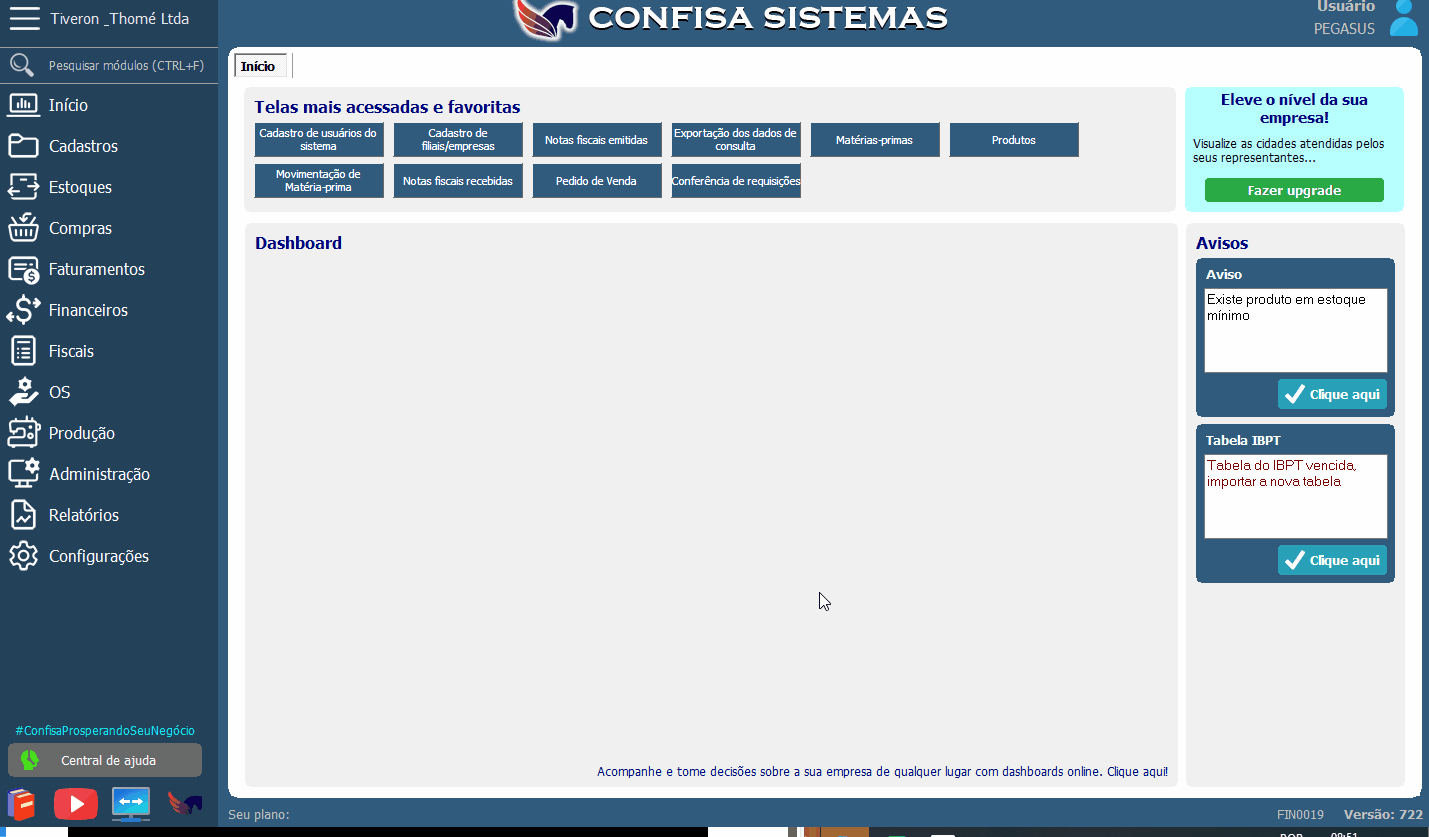 Tiveron _Thomé Ltda
CONFISA SISTEMAS
Usuário
PEGASUS
Pesquisar módulos (CTRL+F)
Início
Cadastros
Estoques
Compras
Faturamentos
Financeiros
Fiscais
OS
Produção
Administração
Relatórios
Configurações
#ConfisaProsperandoSeuNegócio
Central de ajuda
Início
Telas mais acessadas e favoritas
Cadastro de usuários do
sistema
Cadastro de
filiais/empresas
Notas fiscais emitidas
Exportação dos dados de
consulta
Matérias-primas
Produtos
Movimentação de
Matéria-prima
Notas fiscais recebidas
Pedido de Venda
Conferência de requisições
Eleve o nível da sua
empresa!
Visualize as cidades atendidas pelos
seus representantes...
Fazer upgrade
Dashboard
Acompanhe e tome decisões sobre a sua empresa de qualquer lugar com dashboards online. Clique aqui!
Avisos
Aviso
Existe produto em estoque
mínimo
Clique aqui
Tabela IBPT
Tabela do IBPT vencida,
importar a nova tabela
Clique aqui
Seu plano:
FIN0019
Versão: 722